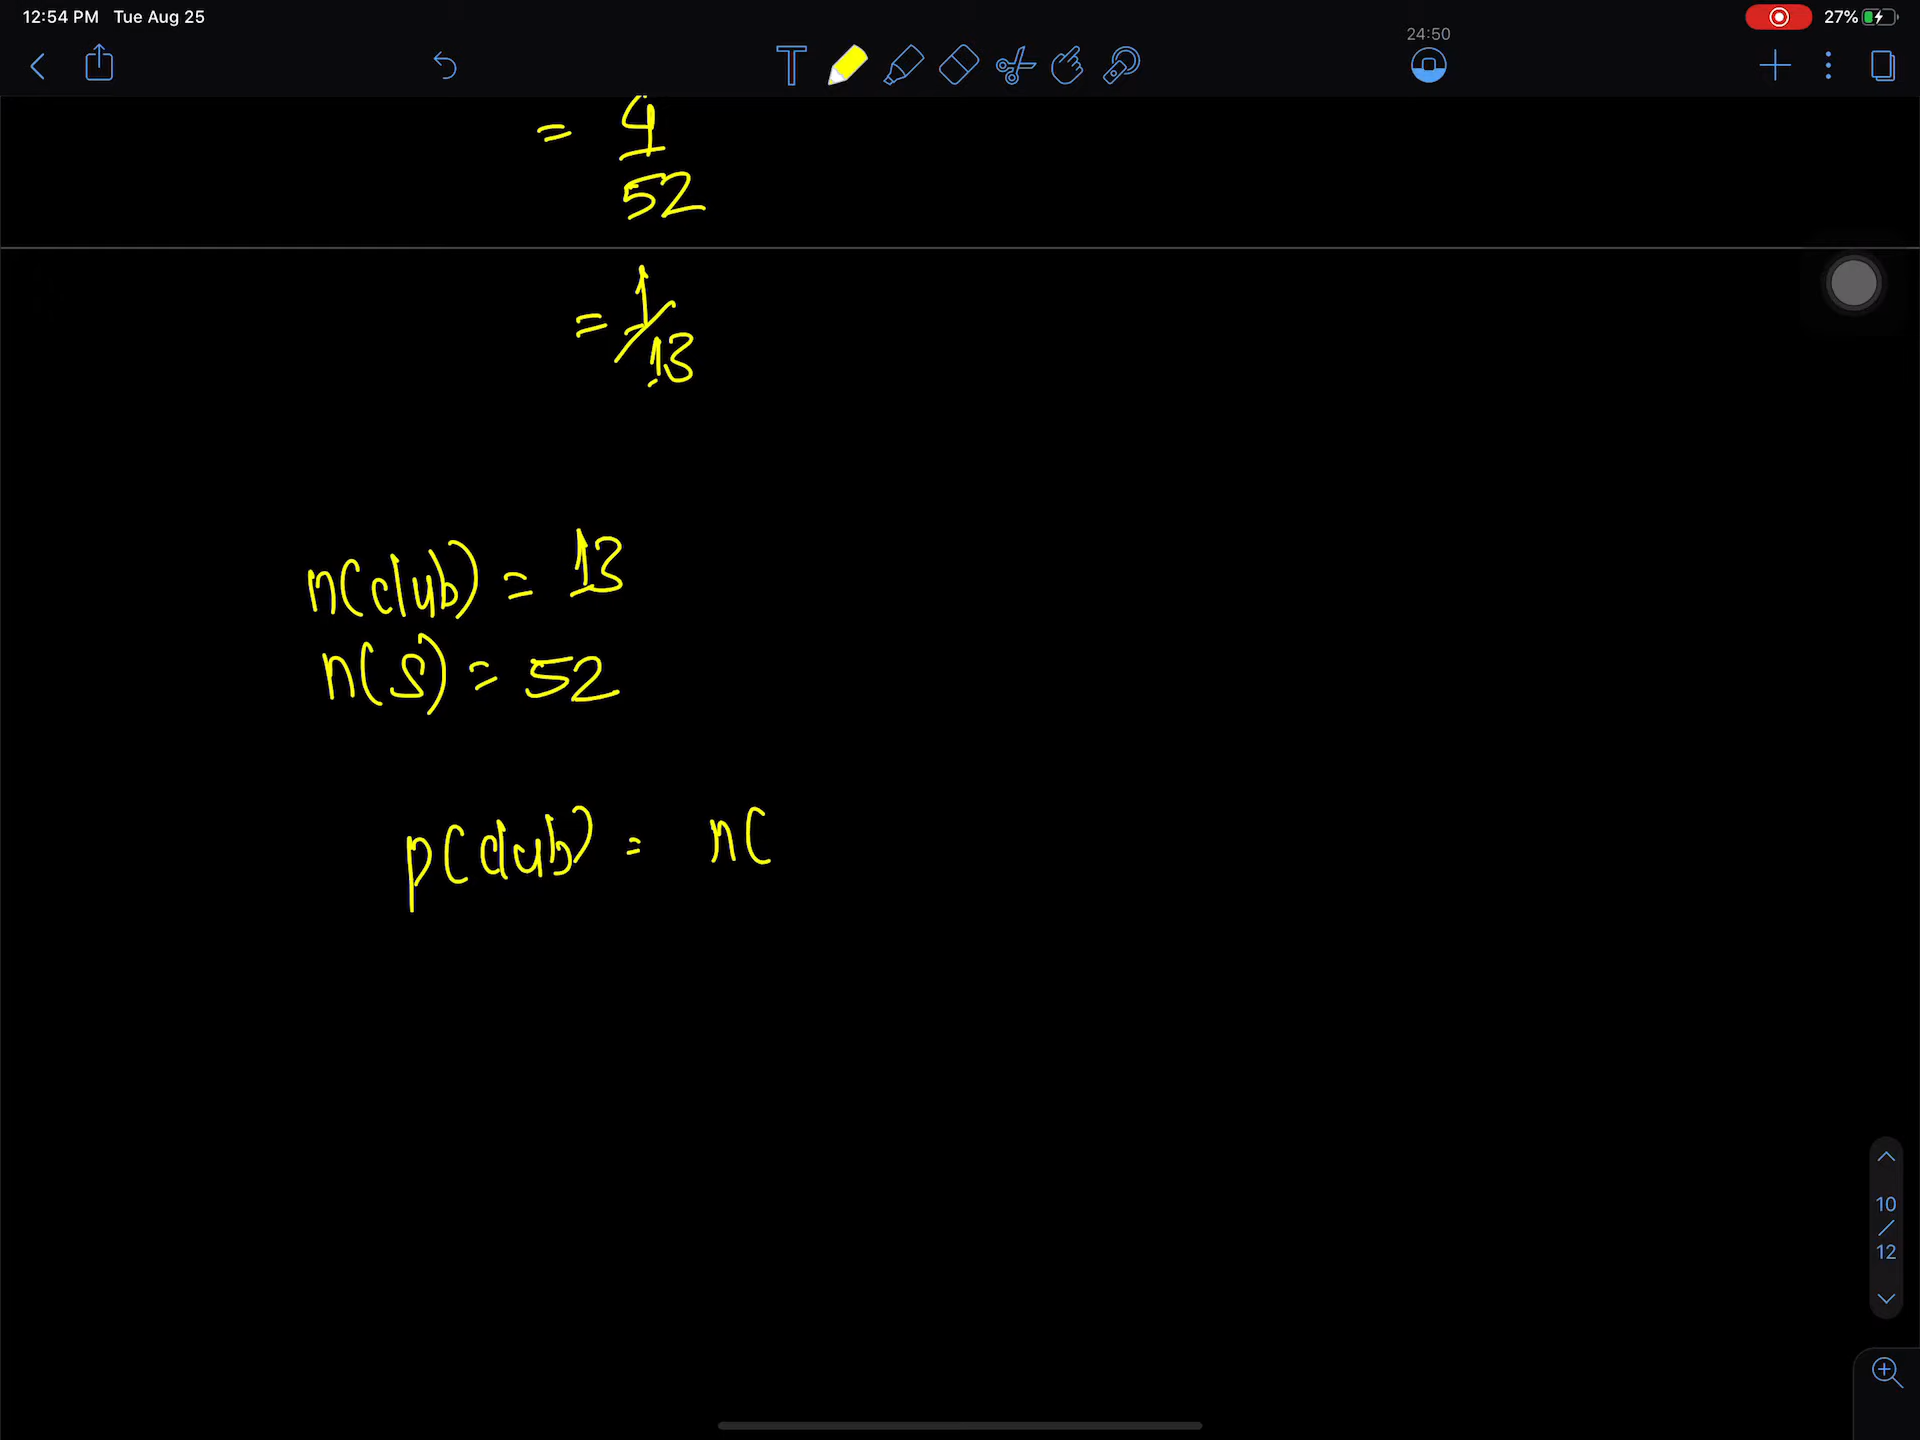 12:54 PM Tue Aug 25
27%
24:50
= 4
52
= 1/13
n(club) = 13
n(S) = 52
p(club) = n(
10
/
12